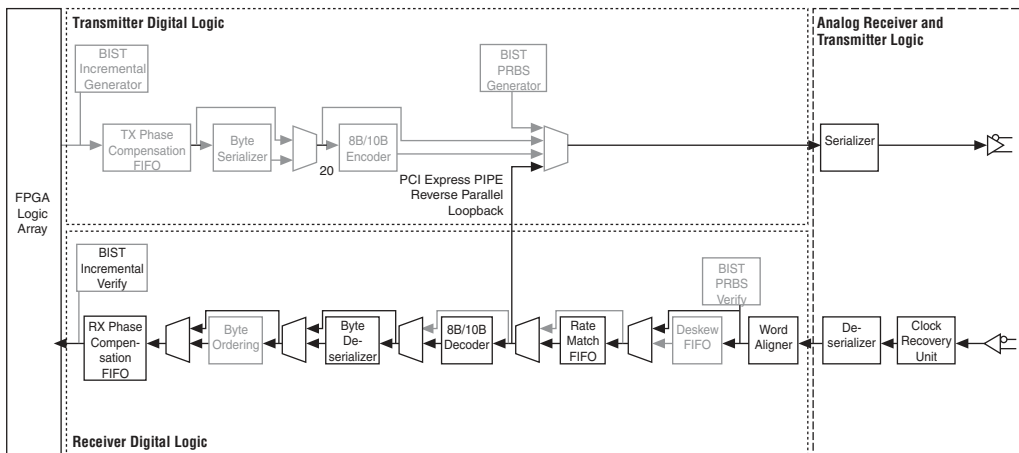 Transmitter Digital Logic
Analog Receiver and
Transmitter Logic
BIST
Incremental
Generator
BIST
PRBS
Generator
TX Phase
Compensation
FIFO
Byte
Serializer
20
8B/10B
Encoder
Serializer
PCI Express PIPE
Reverse Parallel
Loopback
FPGA
Logic
Array
BIST
Incremental
Verify
BIST
PRBS
Verify
RX Phase
Compen-
sation
FIFO
Byte
Ordering
Byte
De-
serializer
8B/10B
Decoder
Rate
Match
FIFO
Deskew
FIFO
Word
Aligner
De-
serializer
Clock
Recovery
Unit
Receiver Digital Logic